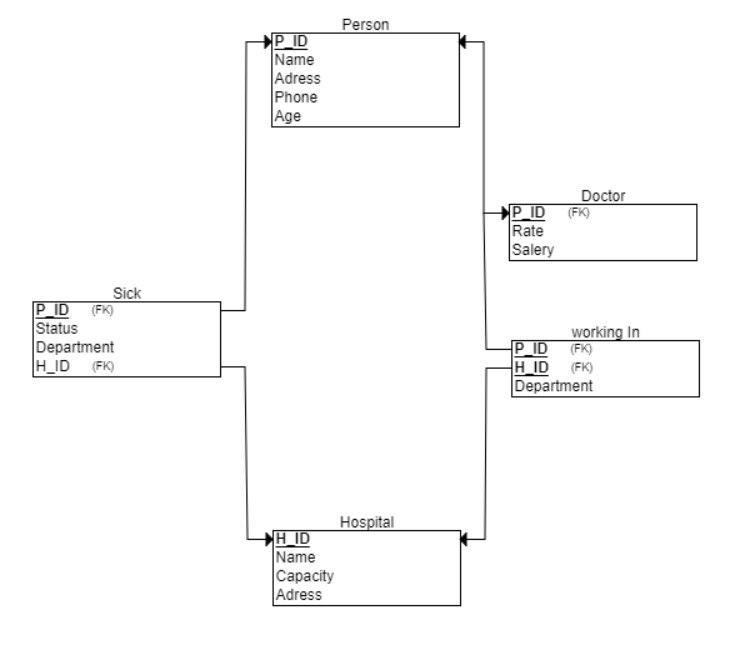 Person
P_ID
Name
Adress
Phone
Age
Doctor
P_ID (FK)
Rate
Salery
Sick
P_ID (FK)
Status
Department
H_ID (FK)
working In
P_ID (FK)
H_ID (FK)
Department
Hospital
H_ID
Name
Capacity
Adress